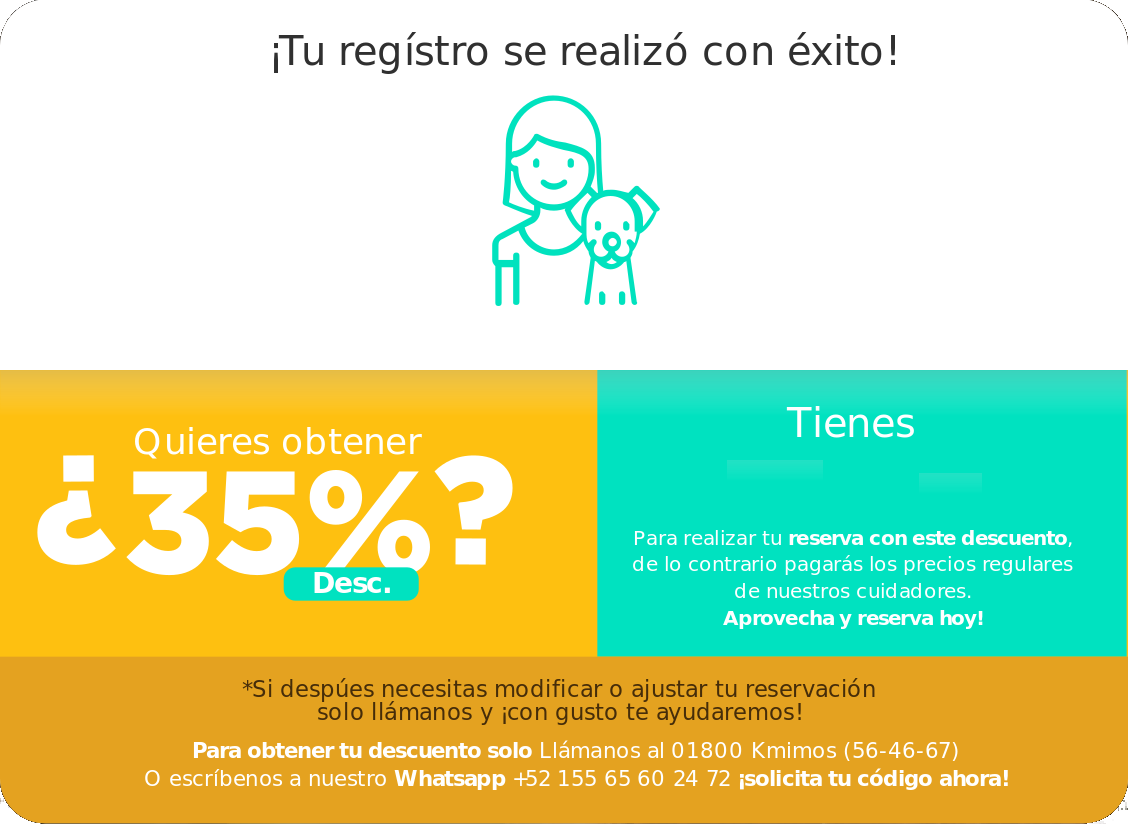 ¡Tu regístro se realizó con éxito!
Quieres obtener
¿35%?
Desc.
Tienes
Para realizar tu reserva con este descuento,
de lo contrario pagarás los precios regulares
de nuestros cuidadores.
Aprovecha y reserva hoy!
*Si despúes necesitas modificar o ajustar tu reservación
solo llámanos y ¡con gusto te ayudaremos!
Para obtener tu descuento solo Llámanos al 01800 Kmimos (56-46-67)
O escríbenos a nuestro Whatsapp +52 155 65 60 24 72 ¡solicita tu código ahora!